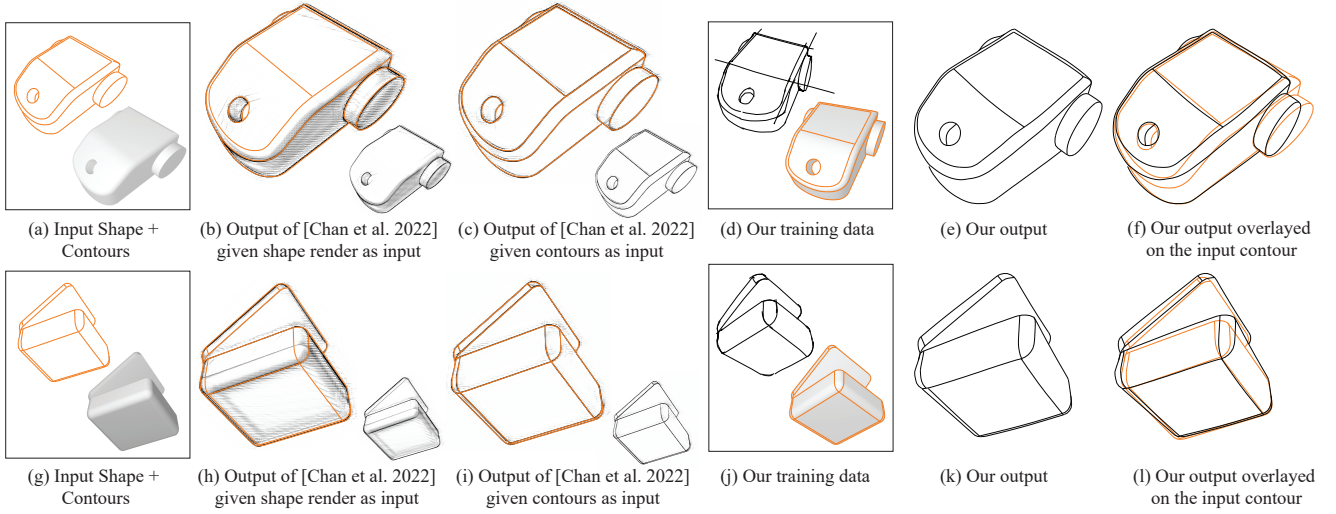 (a) Input Shape +
Contours
(b) Output of [Chan et al. 2022]
given shape render as input
(c) Output of [Chan et al. 2022]
given contours as input
(d) Our training data
(e) Our output
(f) Our output overlayed
on the input contour
(g) Input Shape +
Contours
(h) Output of [Chan et al. 2022]
given shape render as input
(i) Output of [Chan et al. 2022]
given contours as input
(j) Our training data
(k) Our output
(l) Our output overlayed
on the input contour